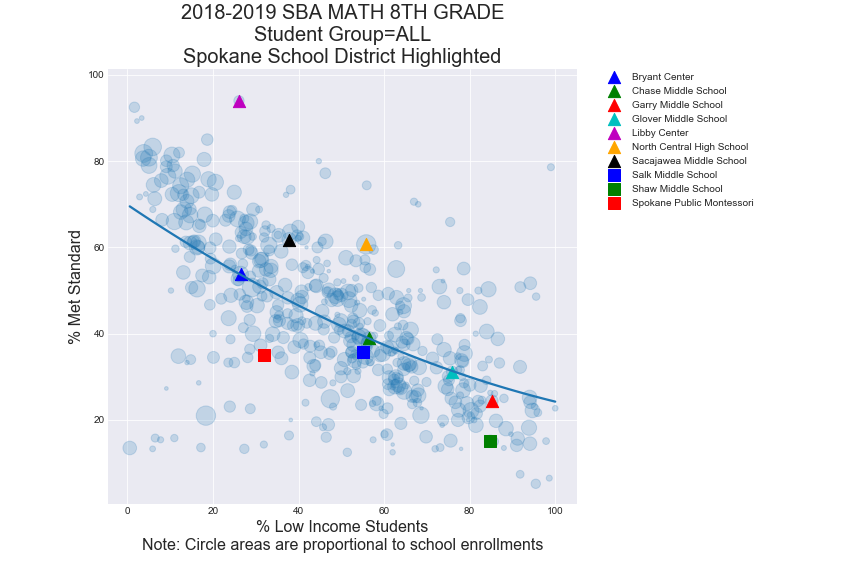 2018-2019 SBA MATH 8TH GRADE
Student Group=ALL
Spokane School District Highlighted
100
80
60
40
20
% Met Standard
0
20
40
60
80
100
% Low Income Students
Note: Circle areas are proportional to school enrollments
Bryant Center
Chase Middle School
Garry Middle School
Glover Middle School
Libby Center
North Central High School
Sacajawea Middle School
Salk Middle School
Shaw Middle School
Spokane Public Montessori